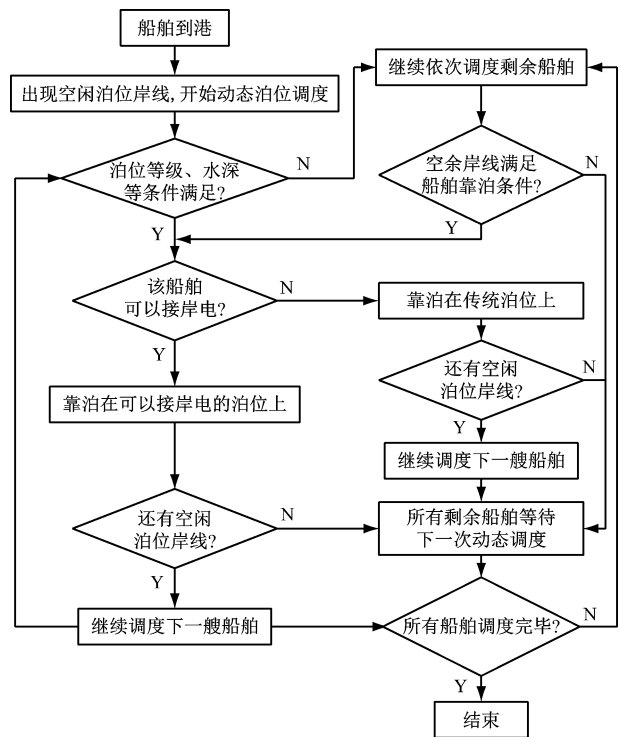 船舶到港
出现空闲泊位岸线,开始动态泊位调度
继续依次调度剩余船舶
泊位等级、水深
等条件满足?
N
Y
空余岸线满足
船舶靠泊条件?
N
Y
该船舶
可以接岸电?
N
Y
靠泊在传统泊位上
还有空闲
泊位岸线?
N
Y
靠泊在可以接岸电的泊位上
继续调度下一艘船舶
还有空闲
泊位岸线?
N
Y
所有剩余船舶等待
下一次动态调度
继续调度下一艘船舶
所有船舶调度完毕?
N
Y
结束